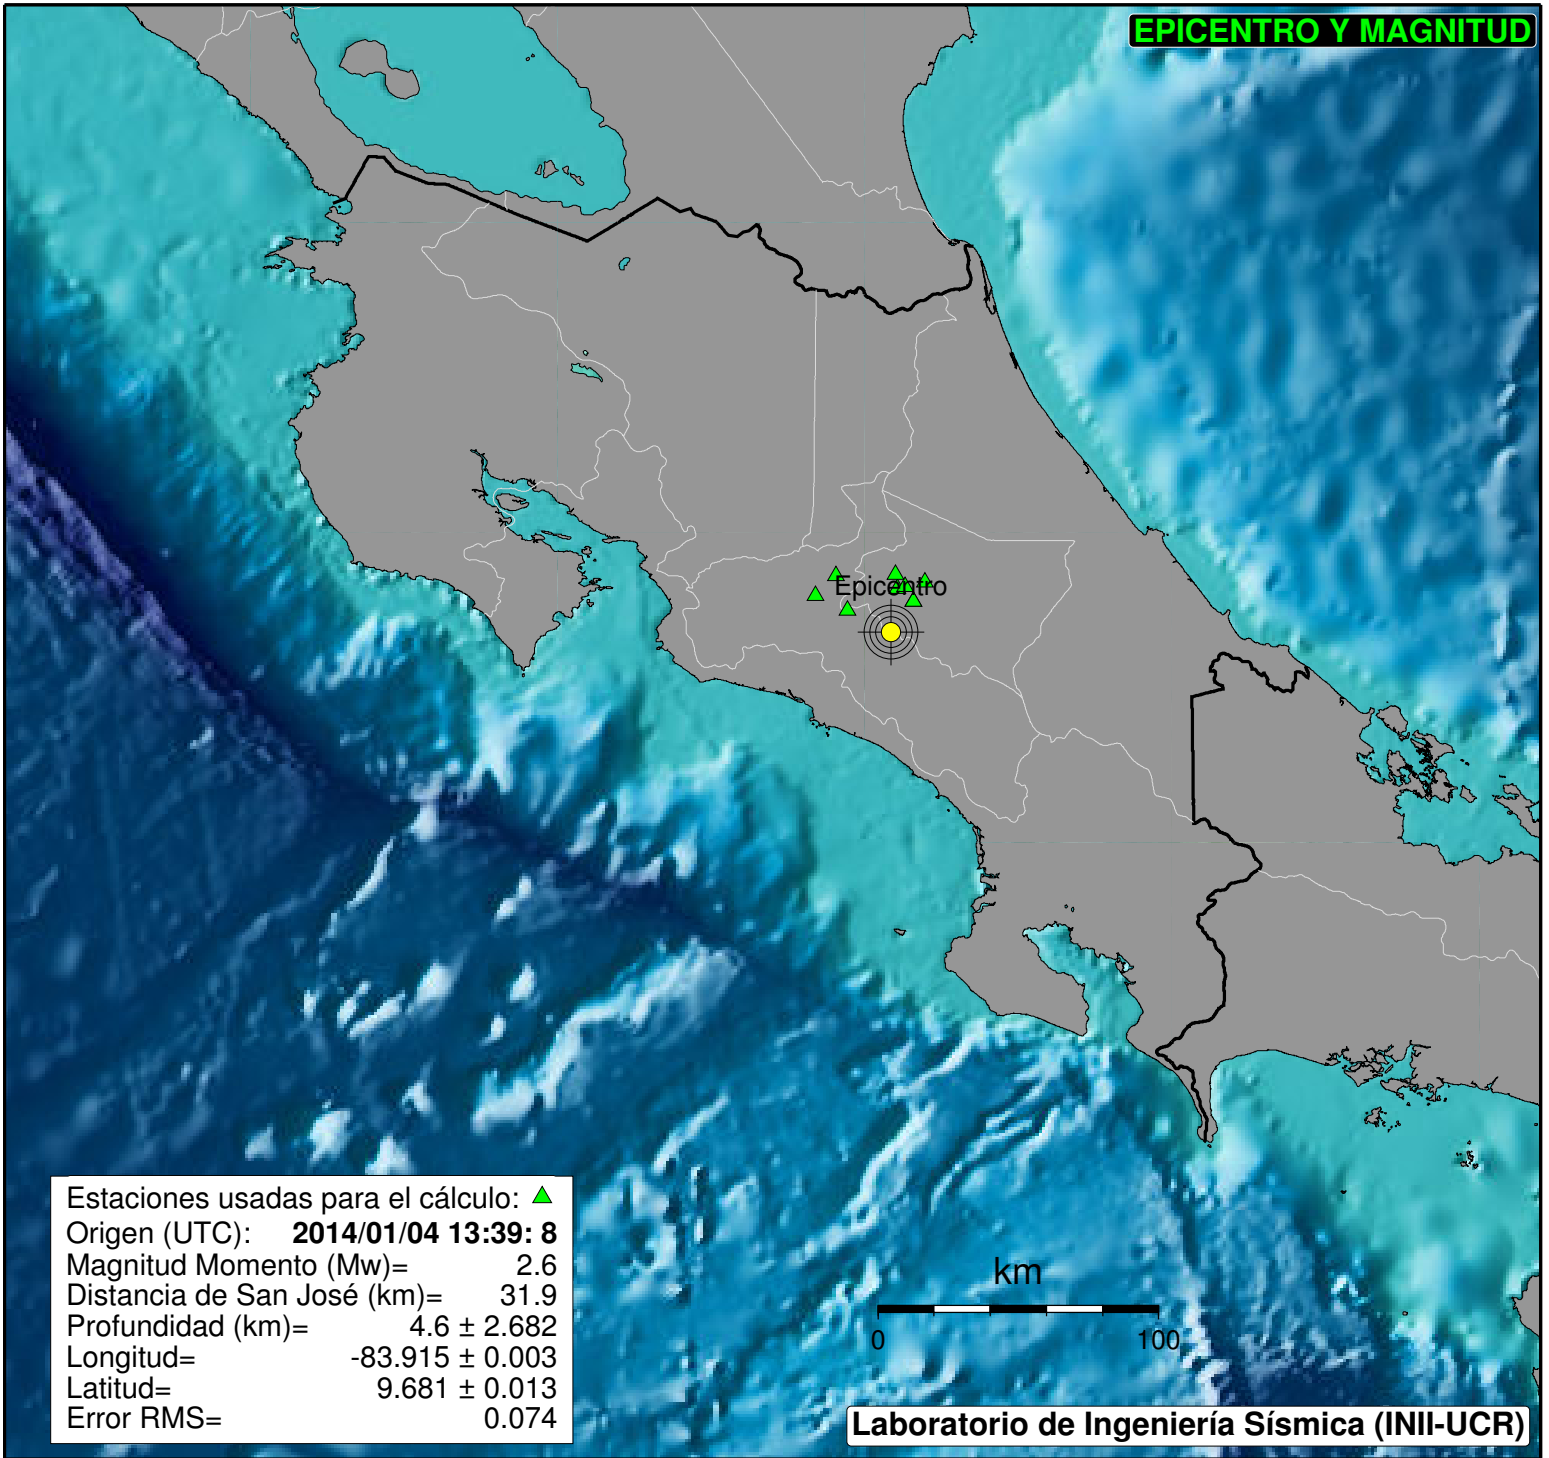 EPICENTRO Y MAGNITUD
Epicentro
Estaciones usadas para el cálculo:
Origen (UTC): 2014/01/04 13:39: 8
Magnitud Momento (Mw)= 2.6
Distancia de San José (km)= 31.9
Profundidad (km)= 4.6 ± 2.682
Longitud= -83.915 ± 0.003
Latitud= 9.681 ± 0.013
Error RMS= 0.074
km
0 100
Laboratorio de Ingeniería Sísmica (INII-UCR)